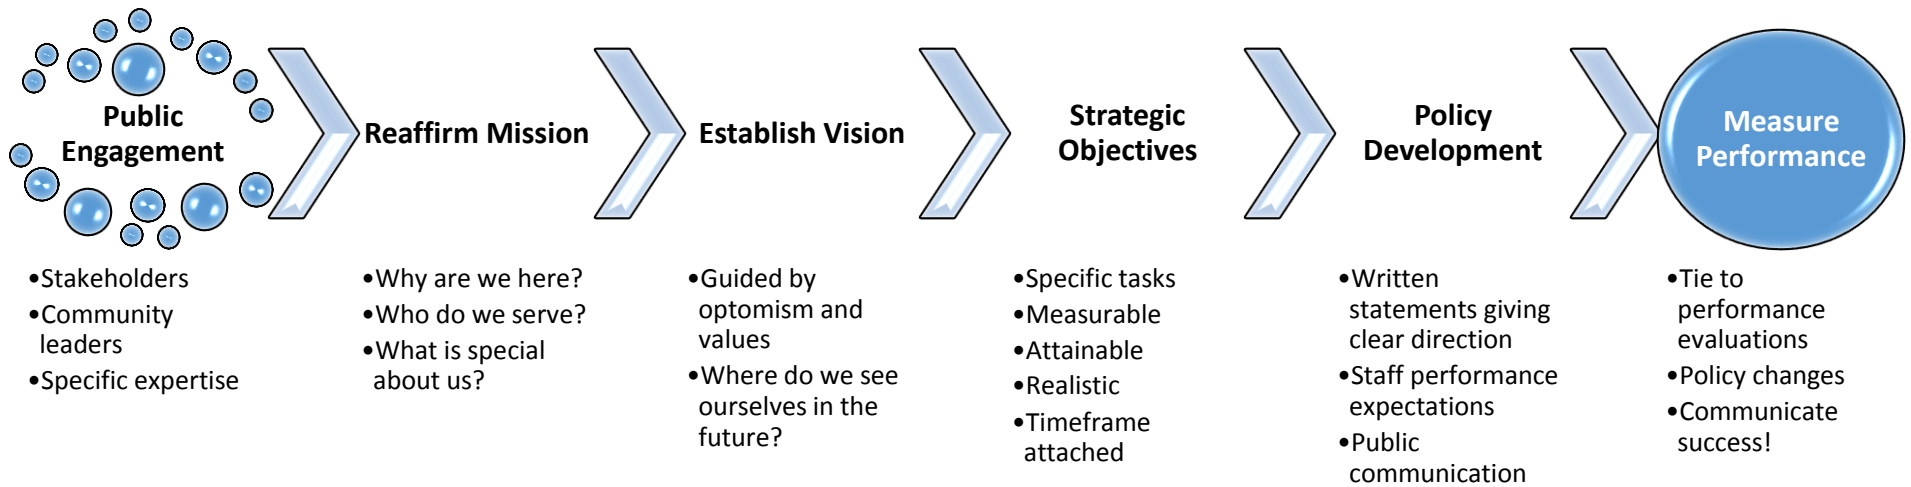 Public
Engagement
•Stakeholders
•Community
leaders
•Specific expertise
Reaffirm Mission
•Why are we here?
•Who do we serve?
•What is special
about us?
Establish Vision
•Guided by
optomism and
values
•Where do we see
ourselves in the
future?
Strategic
Objectives
•Specific tasks
•Measurable
•Attainable
•Realistic
•Timeframe
attached
Policy
Development
•Written
statements giving
clear direction
•Staff performance
expectations
•Public
communication
Measure
Performance
•Tie to
performance
evaluations
•Policy changes
•Communicate
success!